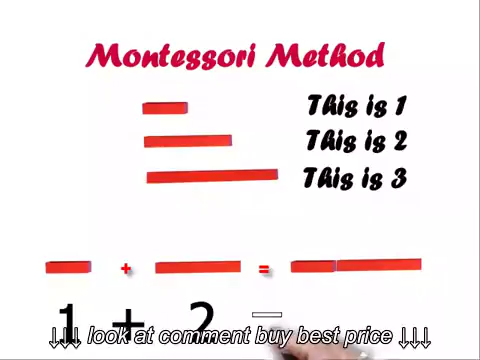 Montessori Method
This is 1
This is 2
This is 3
+ =
1 + 2 =
↓↓↓ look at comment buy best price ↓↓↓